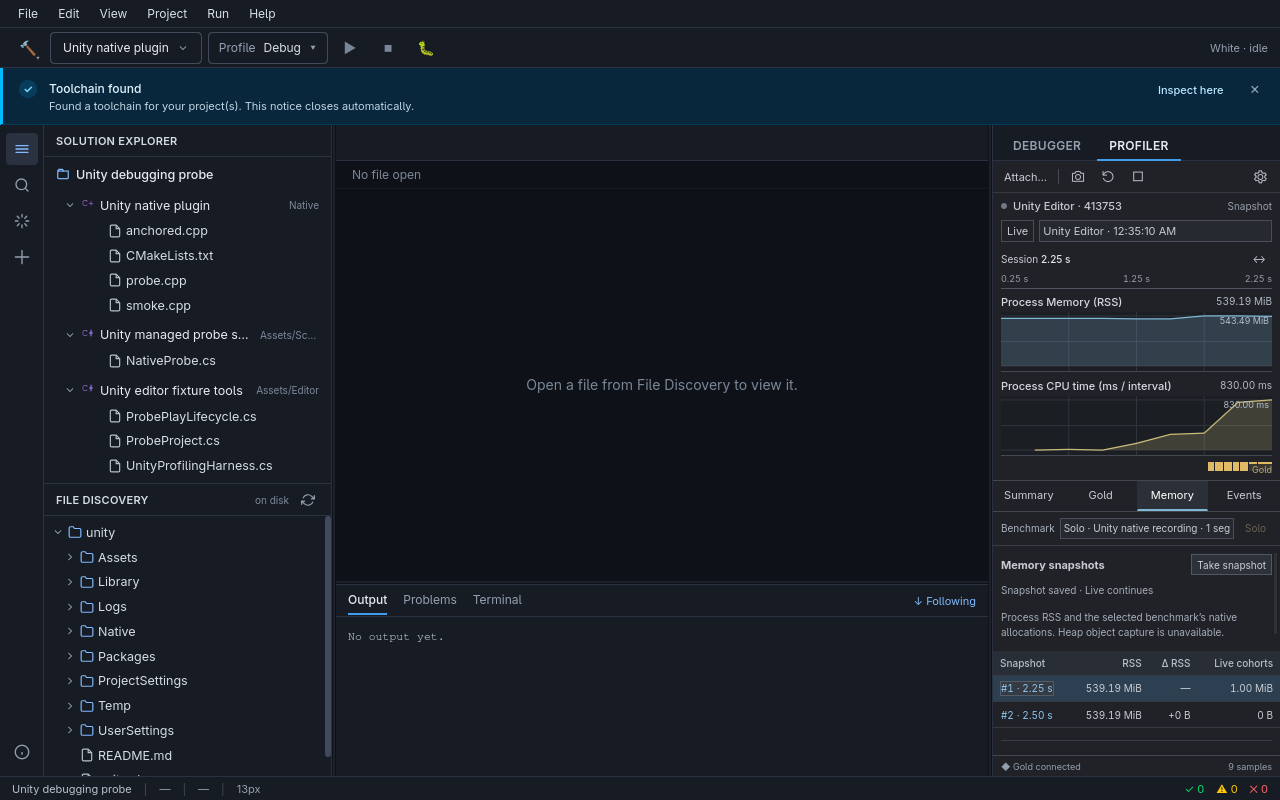 File Edit View Project Run Help
Unity native plugin
Profile Debug
White · idle
Toolchain found
Found a toolchain for your project(s). This notice closes automatically.
Inspect here
SOLUTION EXPLORER
Unity debugging probe
Unity native plugin Native
anchored.cpp
CMakeLists.txt
probe.cpp
smoke.cpp
Unity managed probe s... Assets/Sc...
NativeProbe.cs
Unity editor fixture tools Assets/Editor
ProbePlayLifecycle.cs
ProbeProject.cs
UnityProfilingHarness.cs
FILE DISCOVERY on disk
unity
Assets
Library
Logs
Native
Packages
ProjectSettings
Temp
UserSettings
README.md
No file open
Open a file from File Discovery to view it.
Output Problems Terminal
↓ Following
No output yet.
DEBUGGER PROFILER
Attach...
Unity Editor · 413753 Snapshot
Live Unity Editor · 12:35:10 AM
Session 2.25 s
0.25 s 1.25 s 2.25 s
Process Memory (RSS) 539.19 MiB
543.49 MiB
Process CPU time (ms / interval) 830.00 ms
830.00 ms
Gold
Summary Gold Memory Events
Benchmark Solo · Unity native recording · 1 seg Solo
Memory snapshots Take snapshot
Snapshot saved · Live continues
Process RSS and the selected benchmark's native
allocations. Heap object capture is unavailable.
Snapshot RSS Δ RSS Live cohorts
#1 · 2.25 s 539.19 MiB — 1.00 MiB
#2 · 2.50 s 539.19 MiB +0 B 0 B
Gold connected 9 samples
Unity debugging probe — — 13px
0 0 0